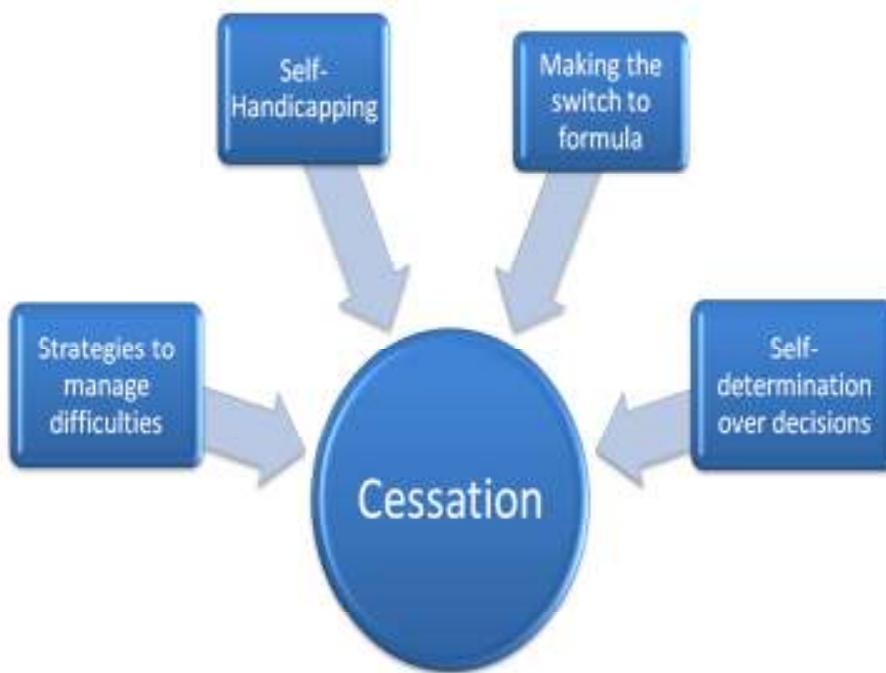 Self-
Handicapping
Making the
switch to
formula
Strategies to
manage
difficulties
Self-
determination
over decisions
Cessation